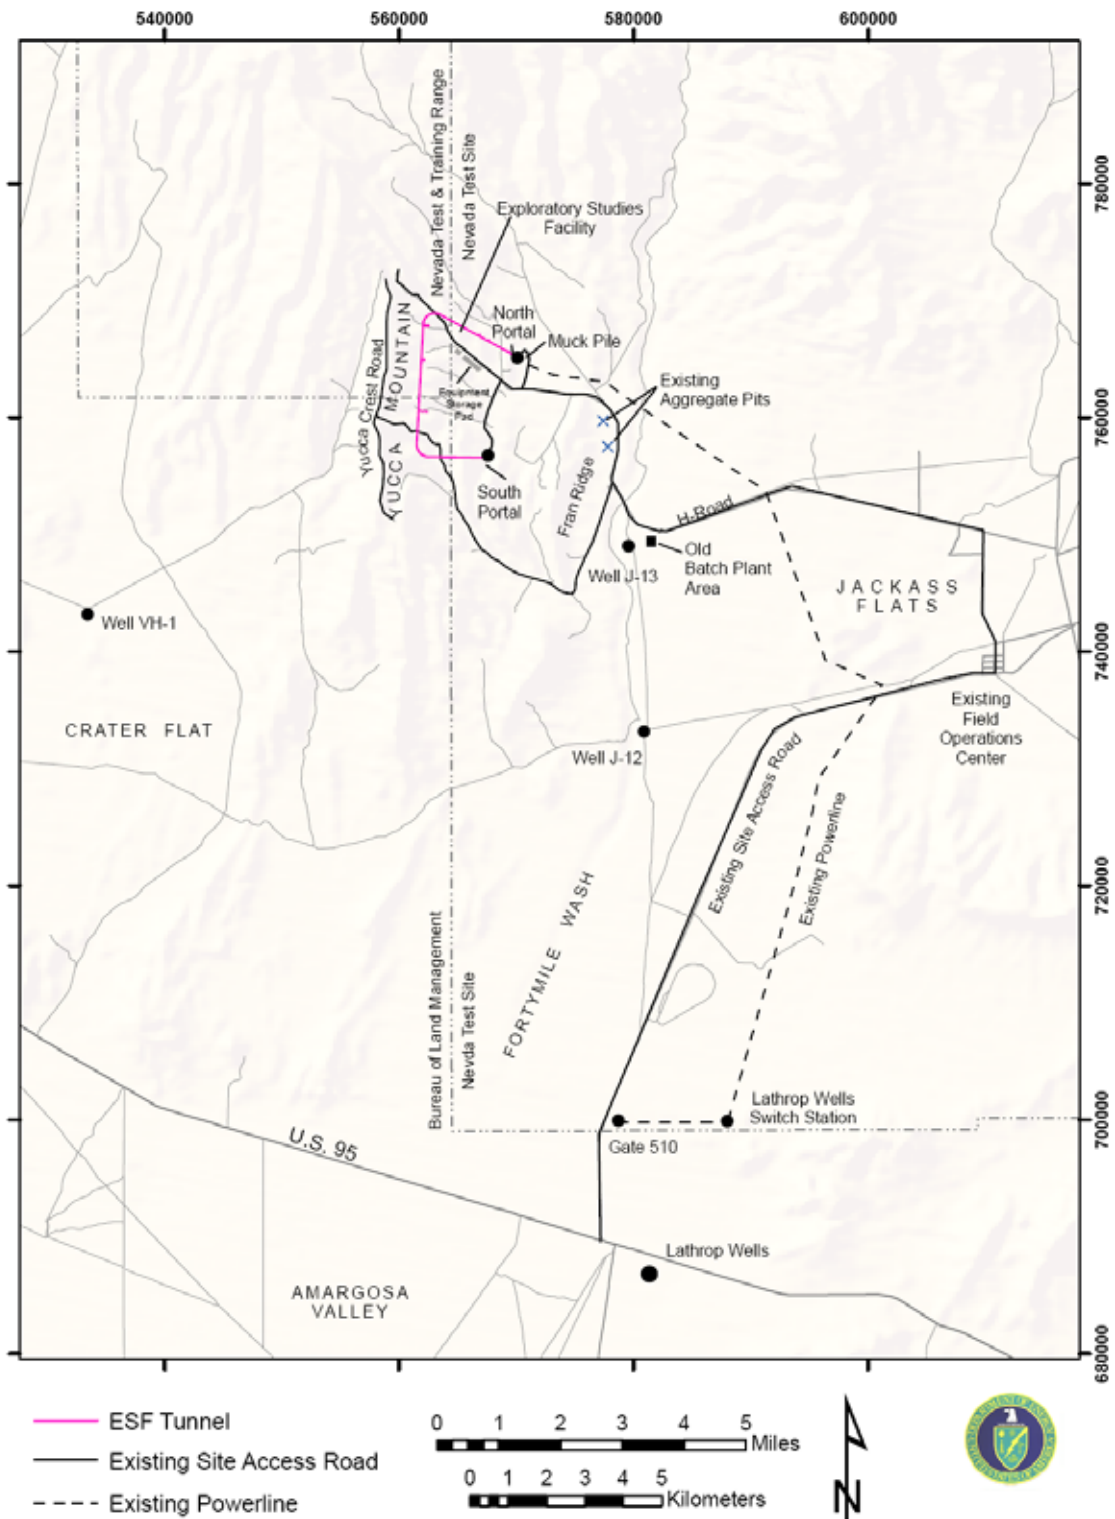 540000 560000 580000 600000
Nevada Test & Training Range
Nevada Test Site
Exploratory Studies
Facility
780000
North
Portal
Muck Pile
Yucca Crest Road
YUCCA MOUNTAIN
Equipment
Storage
Pad
Existing
Aggregate Pits
760000
South
Portal
Fran Ridge
H-Road
Well J-13
Old
Batch Plant
Area
JACKASS
FLATS
Well VH-1
740000
CRATER FLAT
Existing
Field
Operations
Center
Well J-12
Existing Site Access Road
Existing Powerline
720000
FORTYMILE WASH
Bureau of Land Management
Nevda Test Site
Lathrop Wells
Switch Station
700000
Gate 510
U.S. 95
Lathrop Wells
AMARGOSA
VALLEY
680000
ESF Tunnel
Existing Site Access Road
Existing Powerline
0 1 2 3 4 5
Miles
0 1 2 3 4 5
Kilometers
N